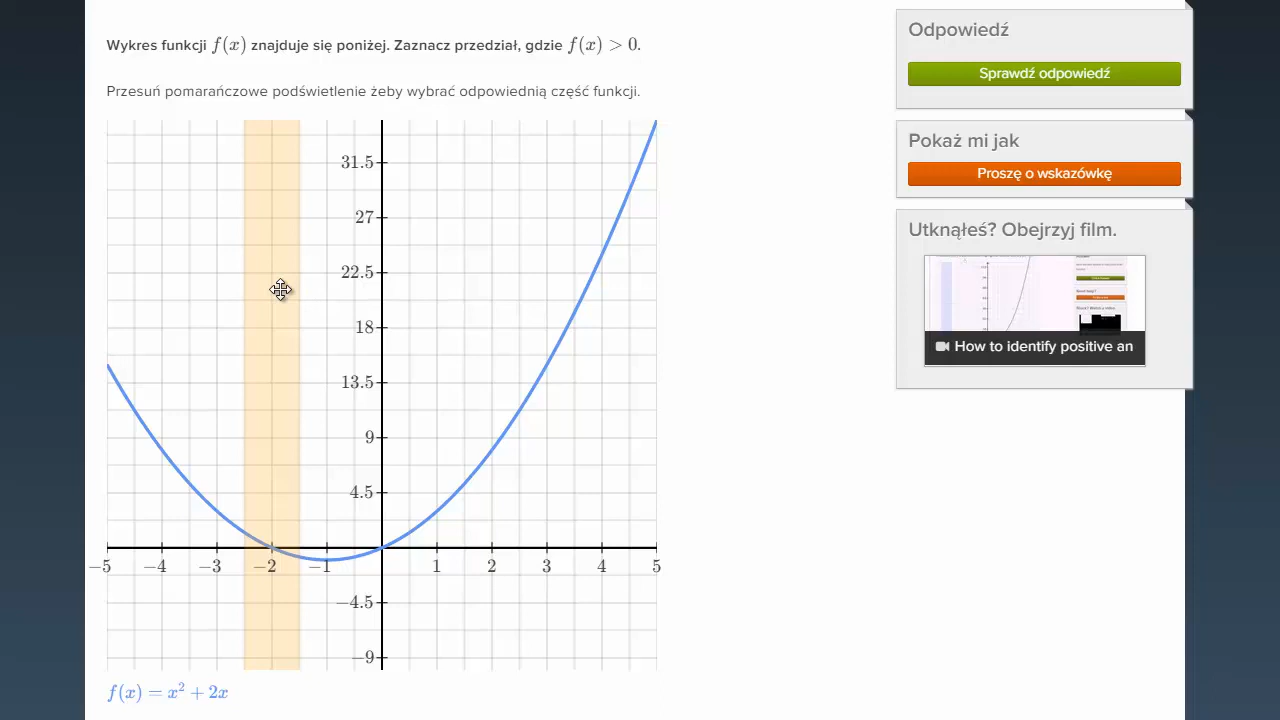 Wykres funkcji f(x) znajduje się poniżej. Zaznacz przedział, gdzie f(x) > 0.
Przesuń pomarańczowe podświetlenie żeby wybrać odpowiednią część funkcji.
31.5
27
22.5
18
13.5
9
4.5
−5 −4 −3 −2 −1 1 2 3 4 5
−4.5
−9
f(x) = x² + 2x
Odpowiedź
Sprawdź odpowiedź
Pokaż mi jak
Proszę o wskazówkę
Utknąłeś? Obejrzyj film.
How to identify positive an